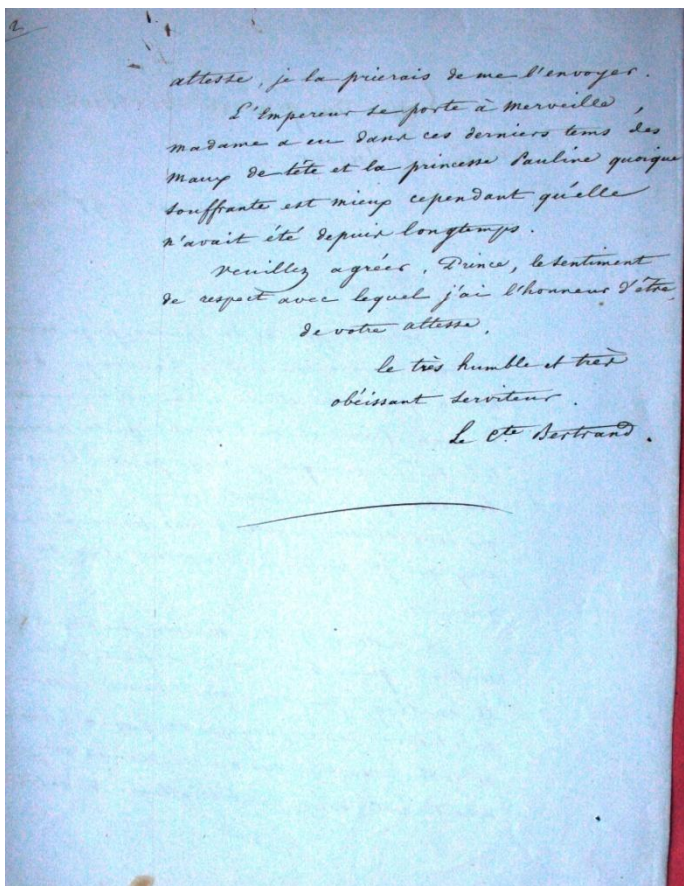 2
altesse, je la prierais de me l'envoyer.
L'Empereur se porte à merveille,
madame a eu dans ces derniers tems des
maux de tête et la princesse Pauline quoique
souffrante est mieux cependant qu'elle
n'avait été depuis longtemps.
veuillez agréer, Prince, le sentiment
de respect avec lequel j'ai l'honneur d'être,
de votre altesse,
le très humble et très
obéissant serviteur.
Le Cte Bertrand.